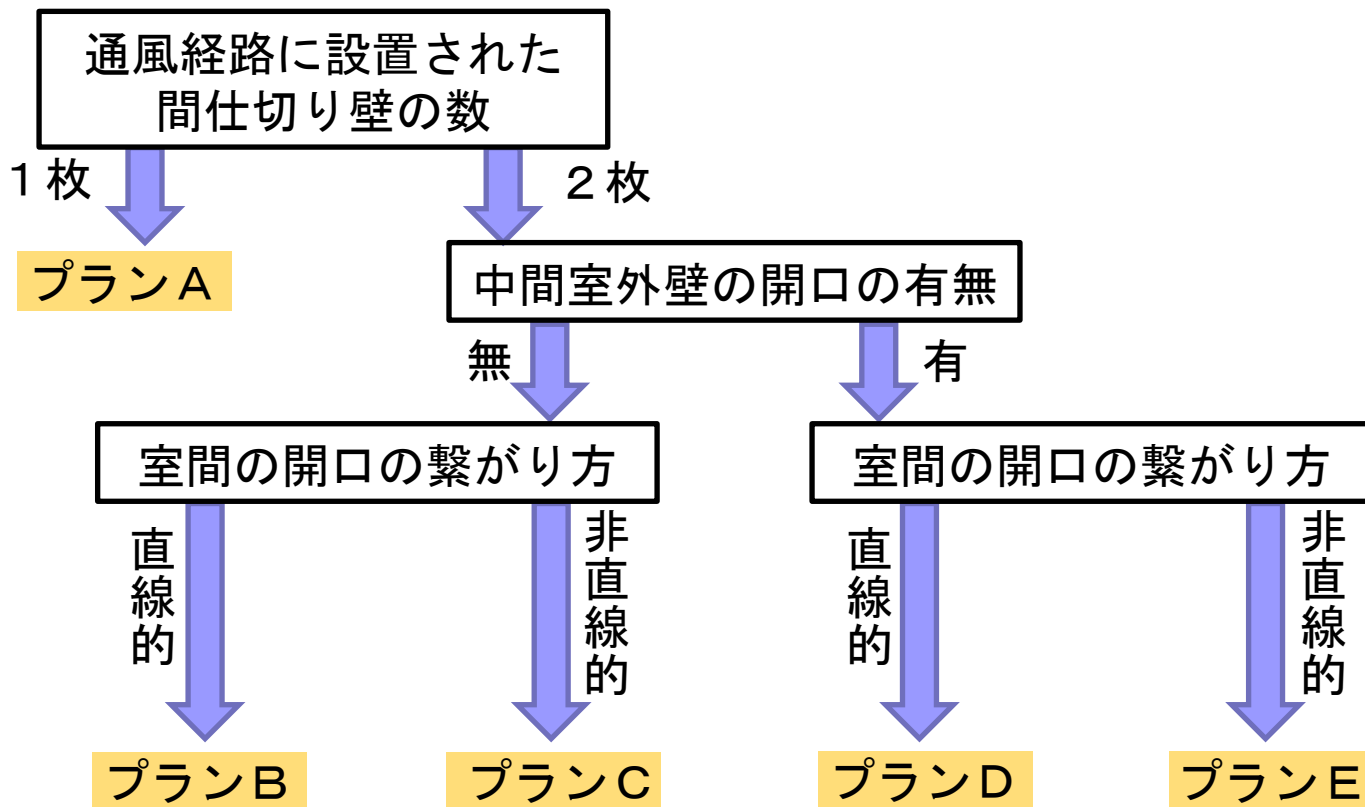 通風経路に設置された
間仕切り壁の数
１枚
２枚
プランＡ
中間室外壁の開口の有無
無
有
室間の開口の繋がり方
室間の開口の繋がり方
直線的
非直線的
直線的
非直線的
プランＢ
プランＣ
プランＤ
プランＥ